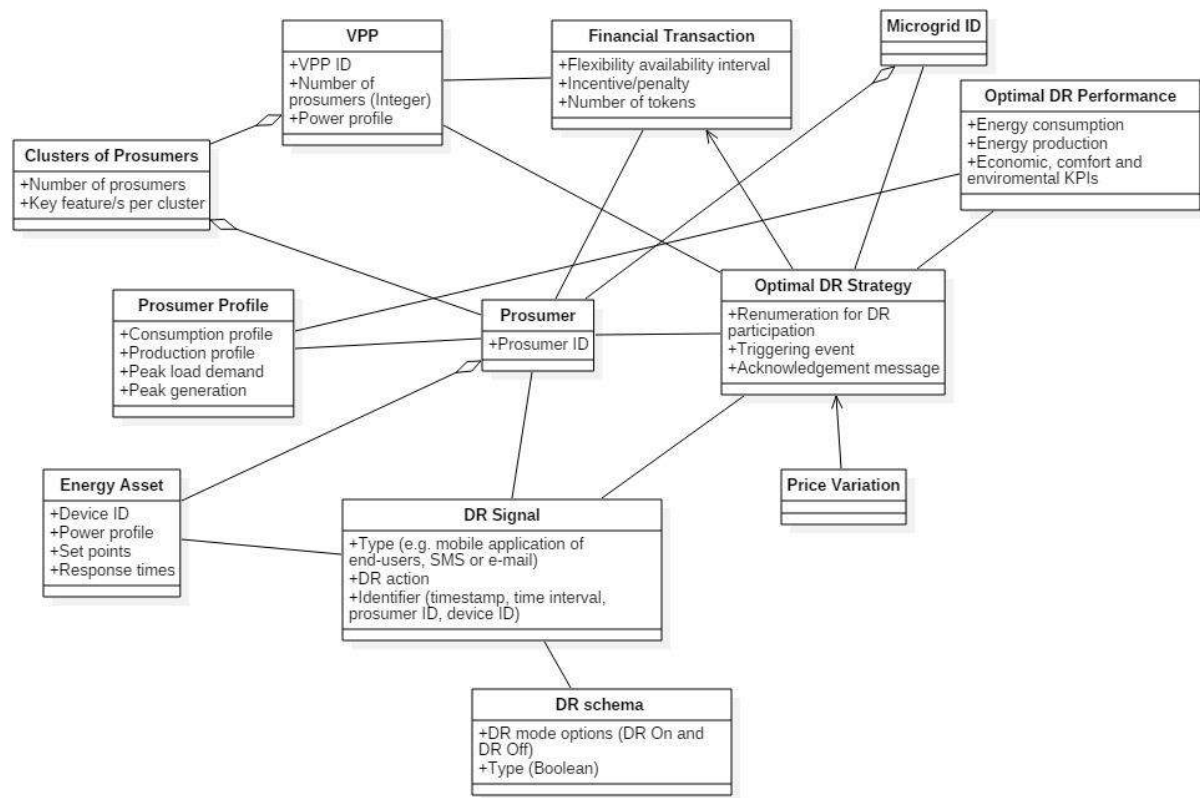 VPP
+VPP ID
+Number of
prosumers (Integer)
+Power profile
Financial Transaction
+Flexibility availability interval
+Incentive/penalty
+Number of tokens
Microgrid ID
Optimal DR Performance
+Energy consumption
+Energy production
+Economic, comfort and
enviromental KPIs
Clusters of Prosumers
+Number of prosumers
+Key feature/s per cluster
Prosumer Profile
+Consumption profile
+Production profile
+Peak load demand
+Peak generation
Prosumer
+Prosumer ID
Optimal DR Strategy
+Renumeration for DR
participation
+Triggering event
+Acknowledgement message
Energy Asset
+Device ID
+Power profile
+Set points
+Response times
DR Signal
+Type (e.g. mobile application of
end-users, SMS or e-mail)
+DR action
+Identifier (timestamp, time interval,
prosumer ID, device ID)
Price Variation
DR schema
+DR mode options (DR On and
DR Off)
+Type (Boolean)